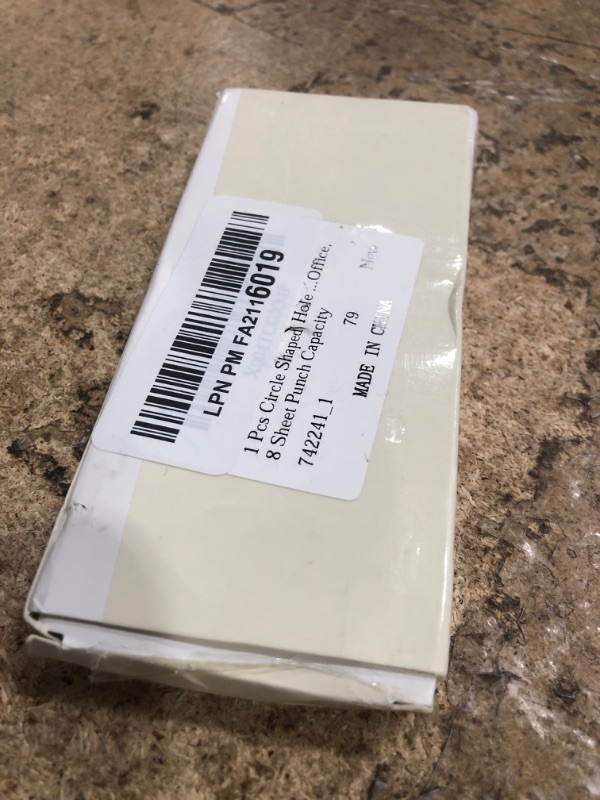 LPN PM FA2116019
1 Pcs Circle Shaped Hole ...Office,
8 Sheet Punch Capacity
742241_1 79 New
MADE IN CHINA